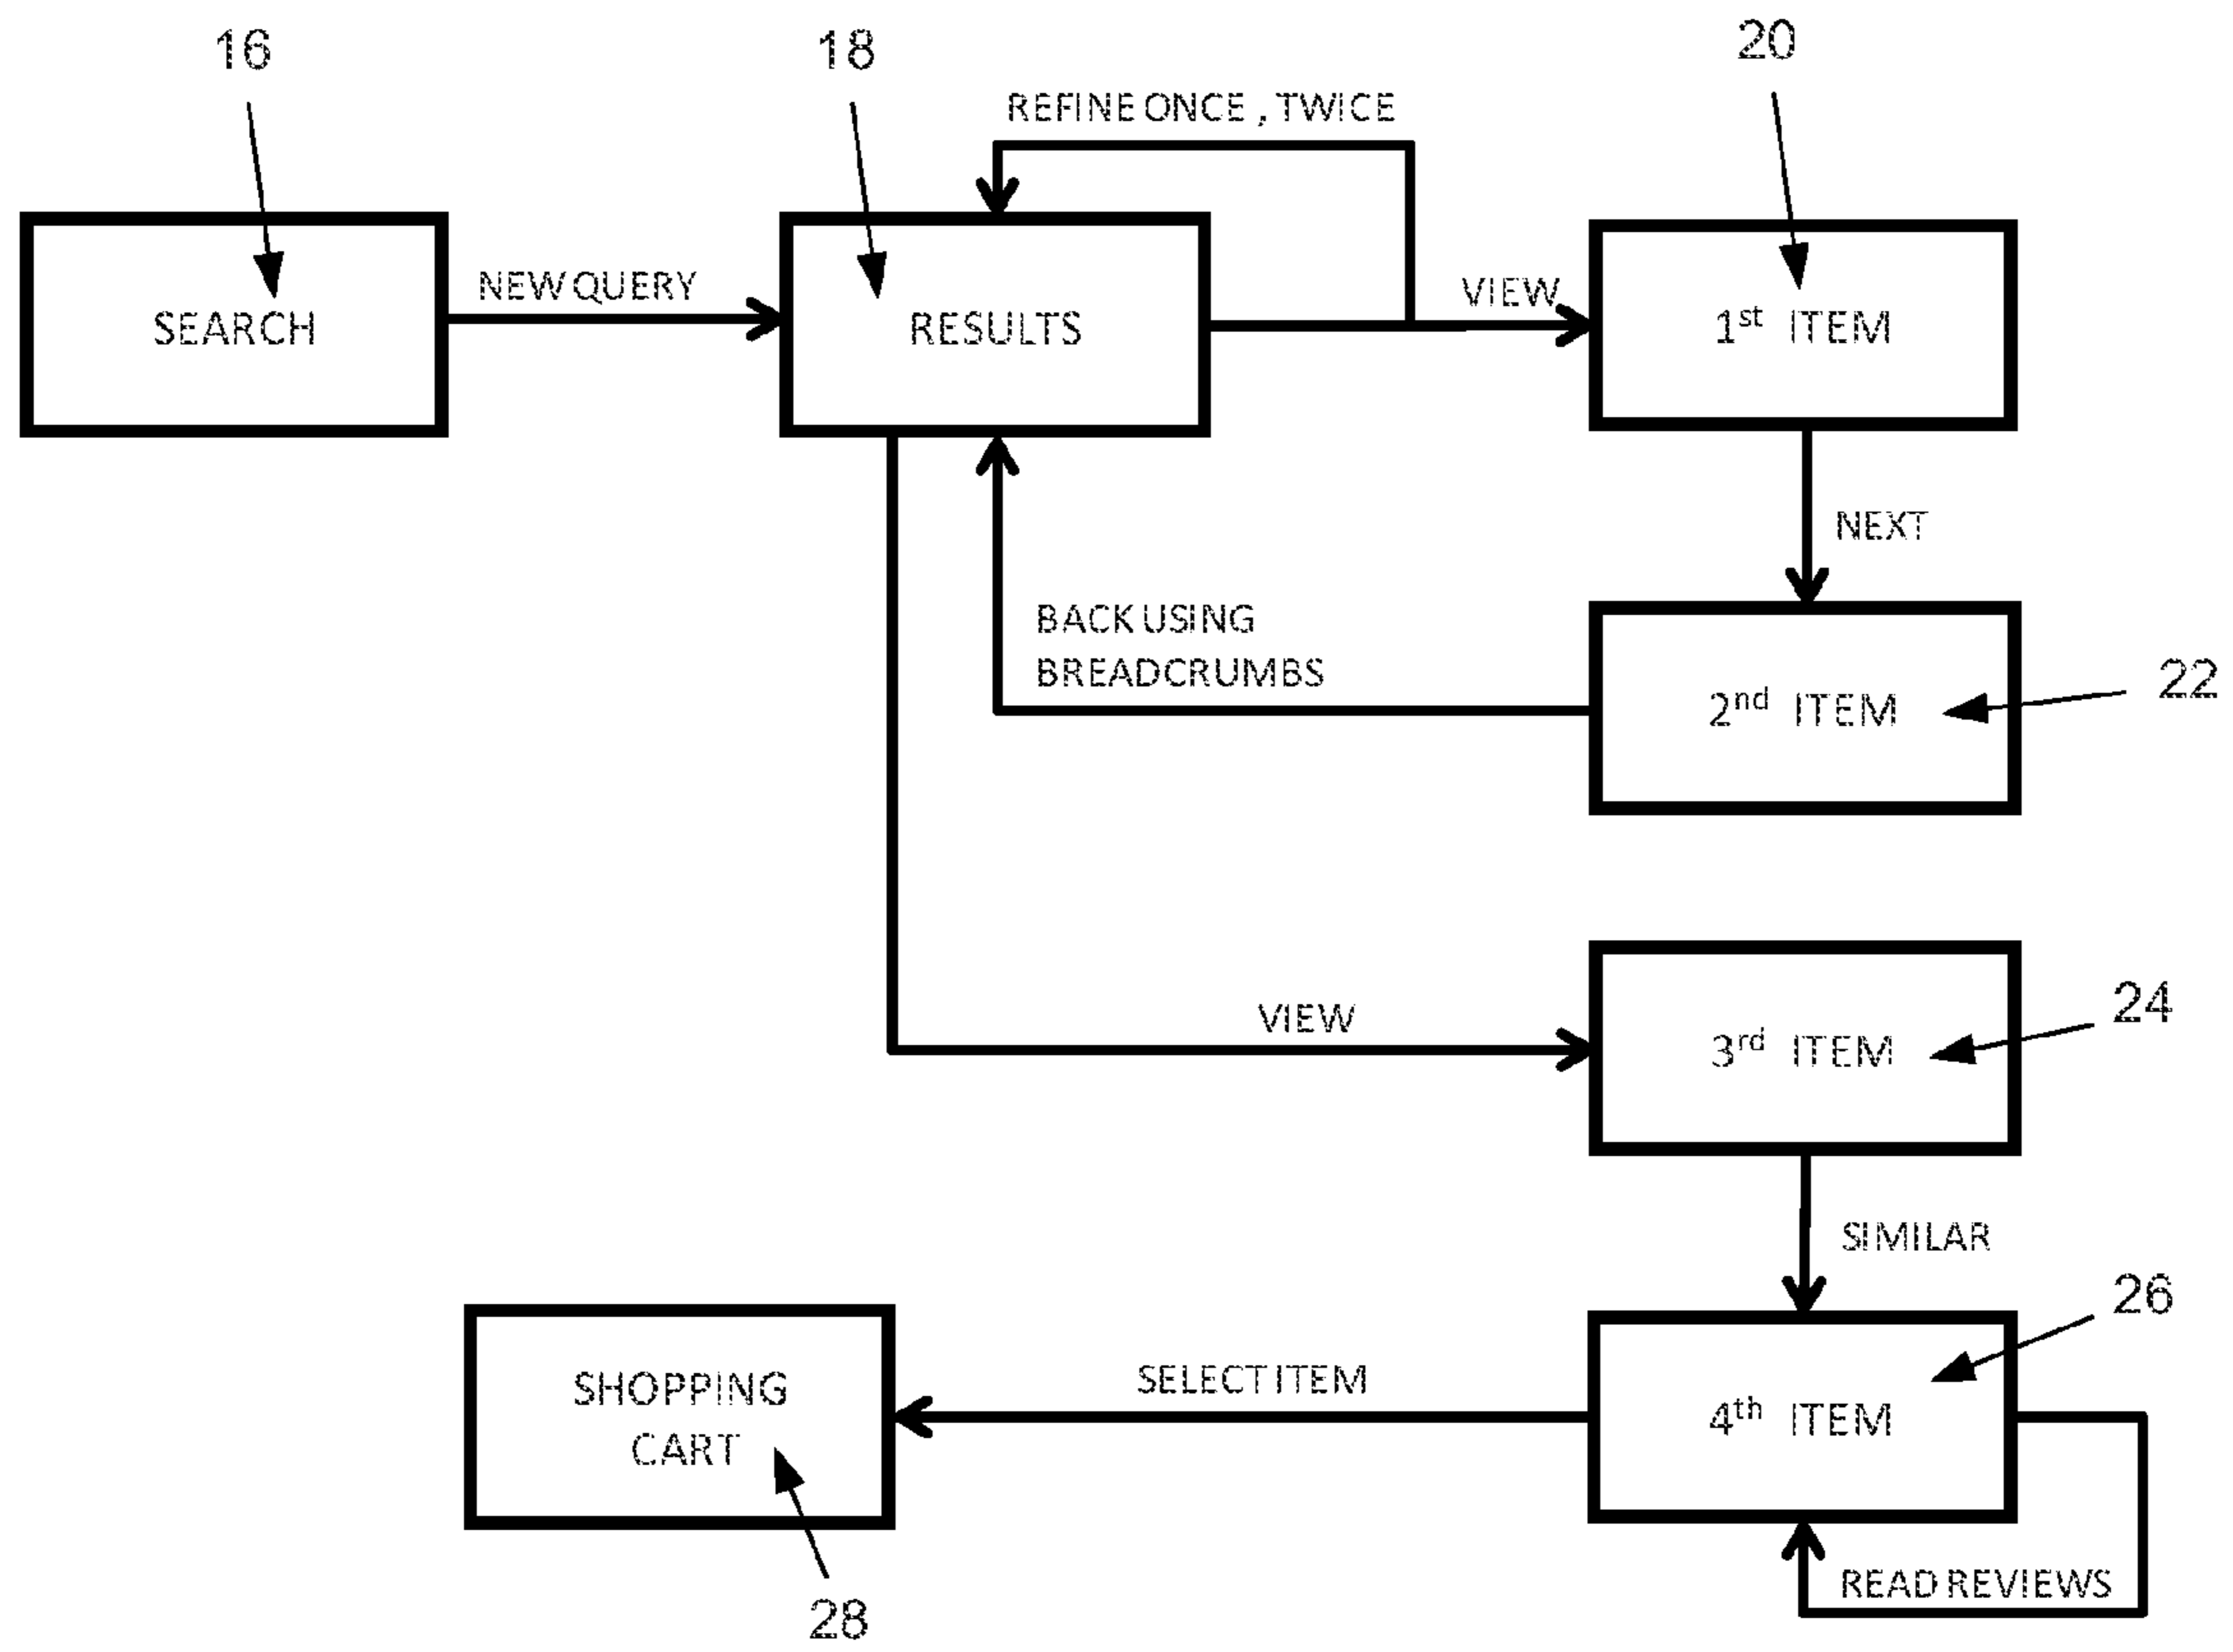 16
18
20
REFINE ONCE , TWICE
NEW QUERY
VIEW
SEARCH
RESULTS
1st ITEM
NEXT
BACK USING
BREADCRUMBS
22
2nd ITEM
24
VIEW
3rd ITEM
SIMILAR
26
SELECT ITEM
SHOPPING
CART
4th ITEM
READ REVIEWS
28